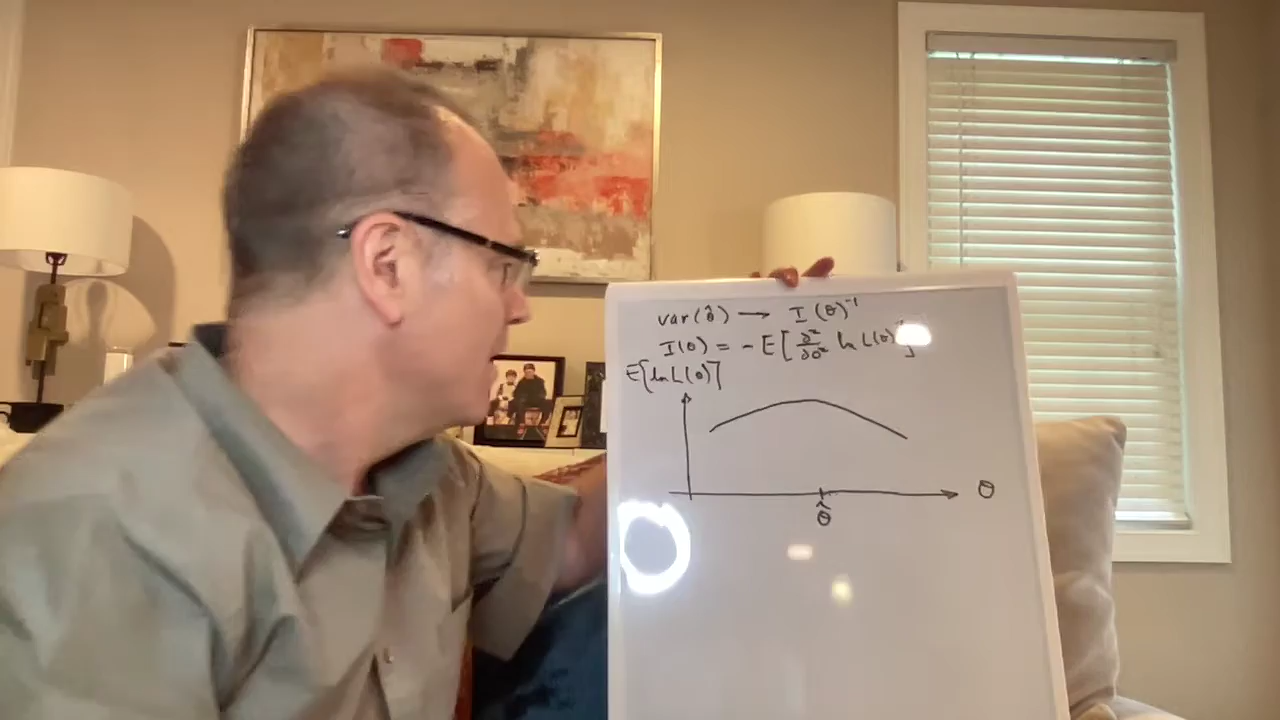 var(θ̂) → I(θ)⁻¹
I(θ) = -E[∂²/∂θ² ln L(θ)]
E[ln L(θ)]
θ
θ̂